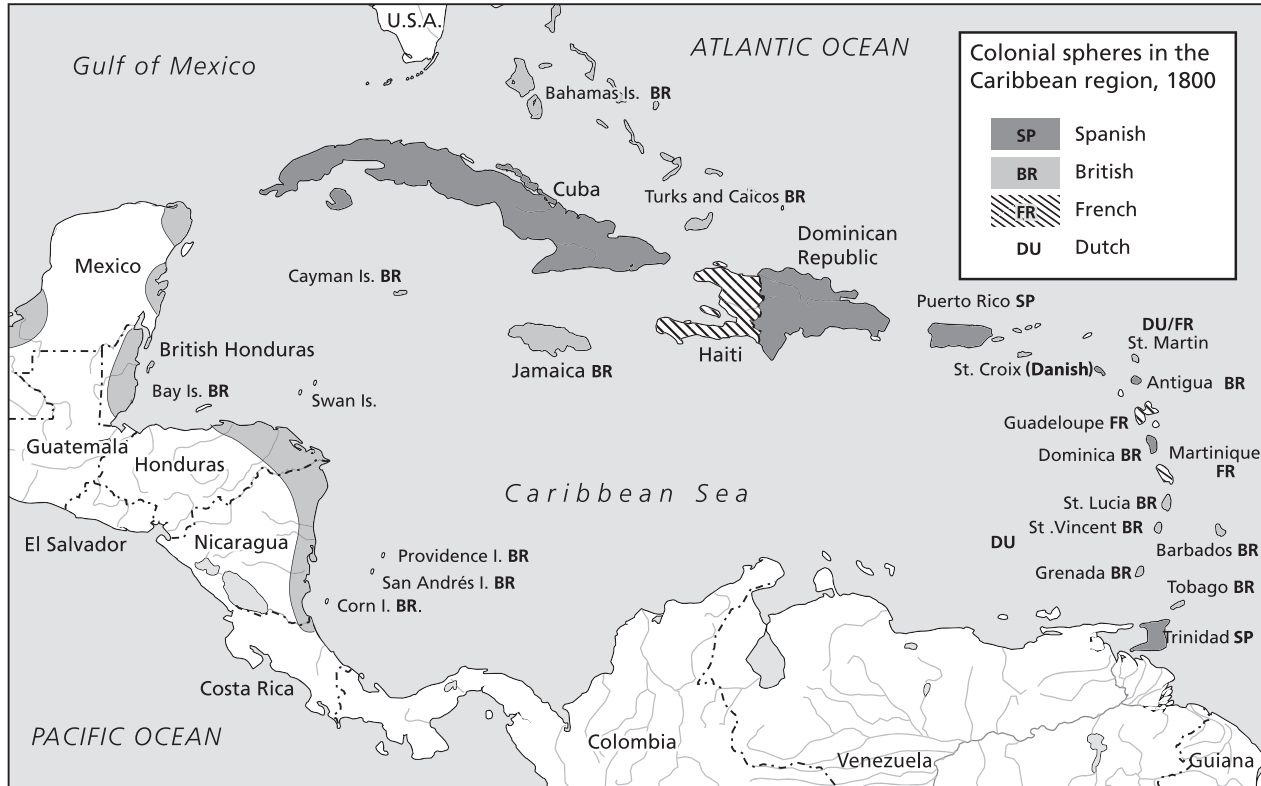 U.S.A.
Gulf of Mexico
ATLANTIC OCEAN
Colonial spheres in the
Caribbean region, 1800
SP Spanish
BR British
FR French
DU Dutch
Bahamas Is. BR
Cuba
Turks and Caicos BR
Dominican
Republic
Mexico
Cayman Is. BR
Puerto Rico SP
DU/FR
St. Martin
British Honduras
Haiti
Jamaica BR
St. Croix (Danish)
Antigua BR
Bay Is. BR
Swan Is.
Guadeloupe FR
Guatemala
Honduras
Dominica BR
Martinique
FR
Caribbean Sea
St. Lucia BR
St .Vincent BR
El Salvador
Nicaragua
DU
Barbados BR
Providence I. BR
San Andrés I. BR
Corn I. BR.
Grenada BR
Tobago BR
Trinidad SP
Costa Rica
PACIFIC OCEAN
Colombia
Venezuela
Guiana